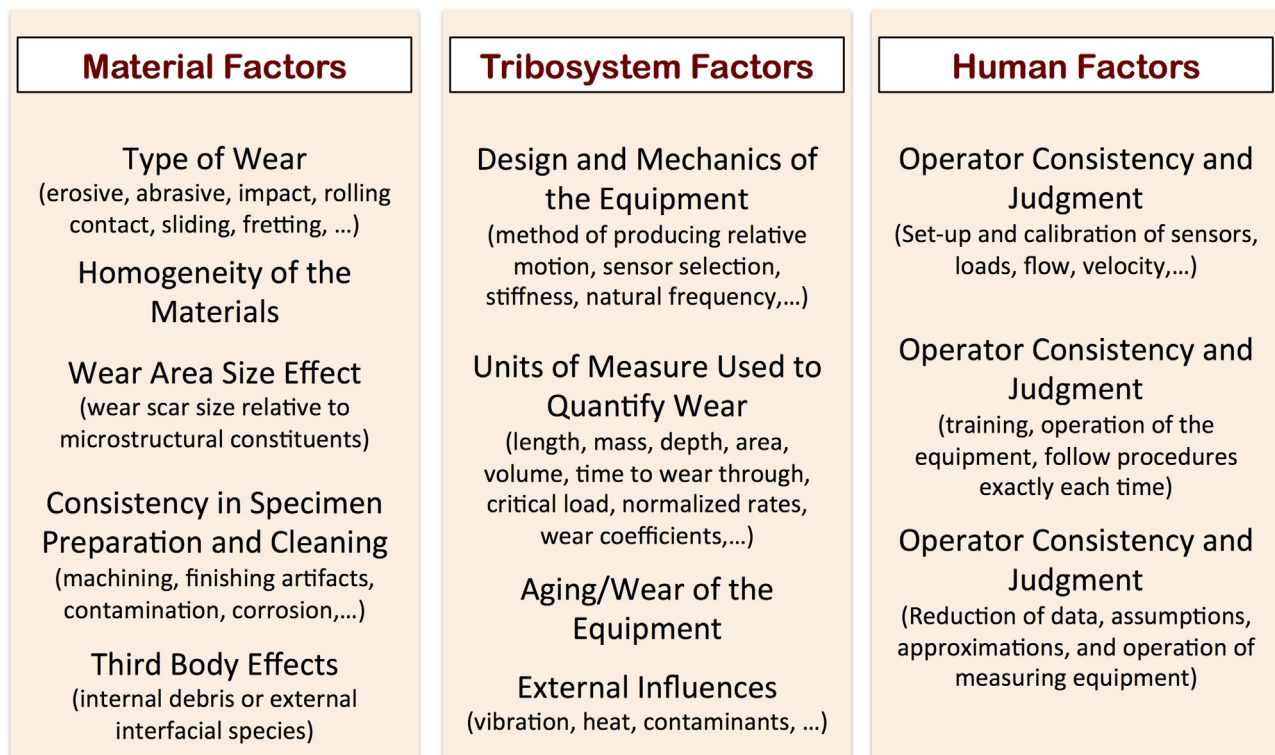 Material Factors
Type of Wear
(erosive, abrasive, impact, rolling
contact, sliding, fretting, ...)
Homogeneity of the
Materials
Wear Area Size Effect
(wear scar size relative to
microstructural constituents)
Consistency in Specimen
Preparation and Cleaning
(machining, finishing artifacts,
contamination, corrosion,...)
Third Body Effects
(internal debris or external
interfacial species)
Tribosystem Factors
Design and Mechanics of
the Equipment
(method of producing relative
motion, sensor selection,
stiffness, natural frequency,...)
Units of Measure Used to
Quantify Wear
(length, mass, depth, area,
volume, time to wear through,
critical load, normalized rates,
wear coefficients,...)
Aging/Wear of the
Equipment
External Influences
(vibration, heat, contaminants, ...)
Human Factors
Operator Consistency and
Judgment
(Set-up and calibration of sensors,
loads, flow, velocity,...)
Operator Consistency and
Judgment
(training, operation of the
equipment, follow procedures
exactly each time)
Operator Consistency and
Judgment
(Reduction of data, assumptions,
approximations, and operation of
measuring equipment)